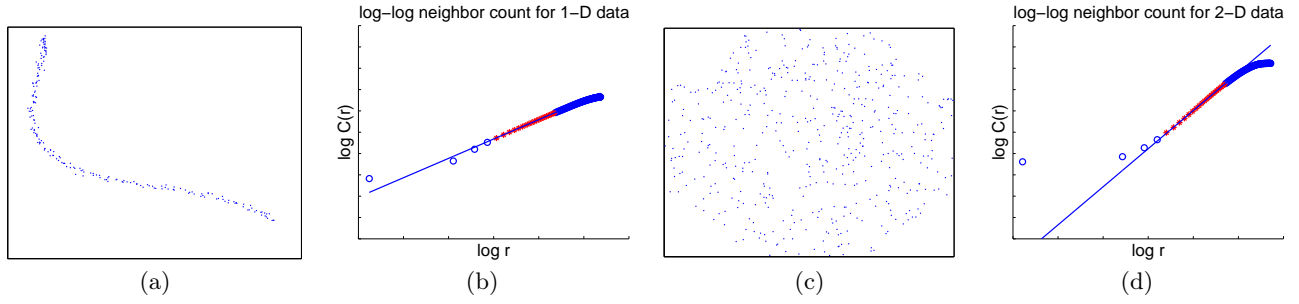 log−log neighbor count for 1−D data
log C(r)
log r
log−log neighbor count for 2−D data
log C(r)
log r
(a)
(b)
(c)
(d)